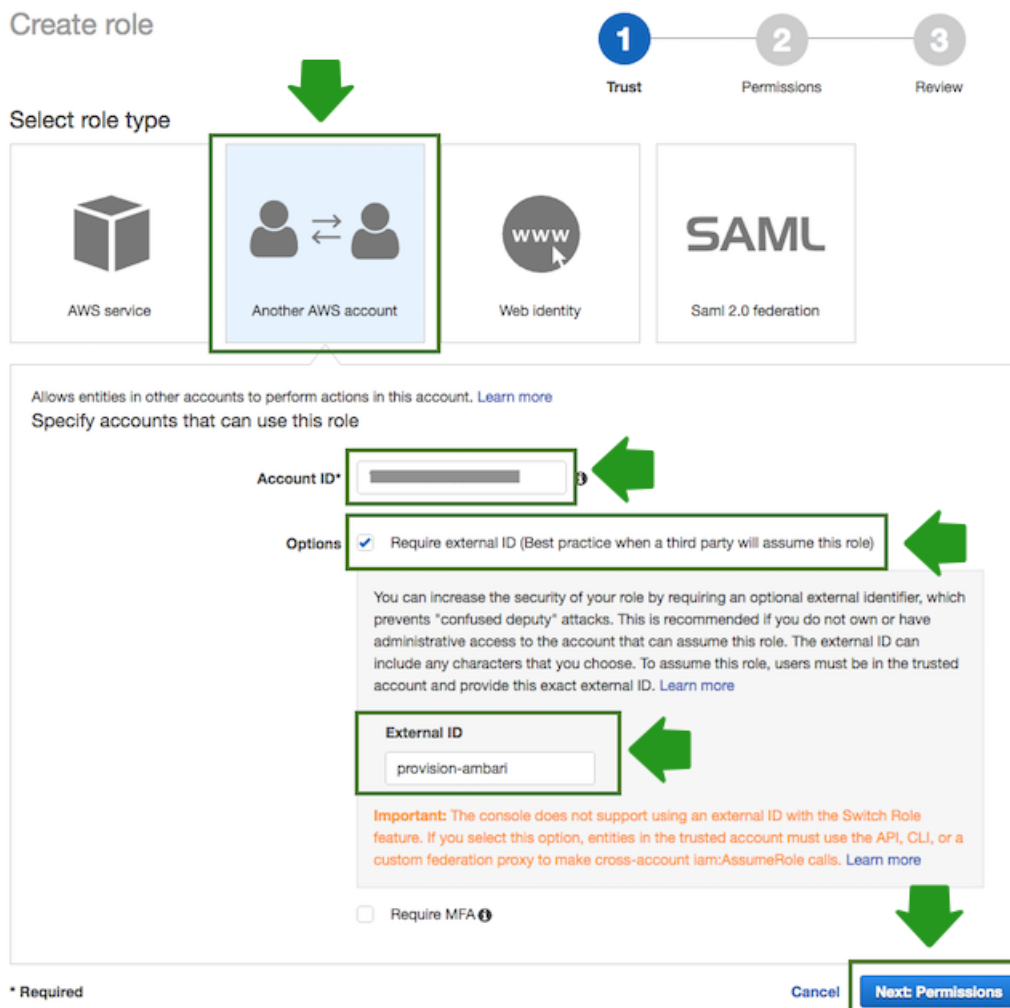 Create role
1
2
3
Trust
Permissions
Review
Select role type
www
SAML
AWS service
Another AWS account
Web identity
Saml 2.0 federation
Allows entities in other accounts to perform actions in this account. Learn more
Specify accounts that can use this role
Account ID*
Options
Require external ID (Best practice when a third party will assume this role)
You can increase the security of your role by requiring an optional external identifier, which
prevents "confused deputy" attacks. This is recommended if you do not own or have
administrative access to the account that can assume this role. The external ID can
include any characters that you choose. To assume this role, users must be in the trusted
account and provide this exact external ID. Learn more
External ID
provision-ambari
Important: The console does not support using an external ID with the Switch Role
feature. If you select this option, entities in the trusted account must use the API, CLI, or a
custom federation proxy to make cross-account iam:AssumeRole calls. Learn more
Require MFA
* Required
Cancel
Next: Permissions